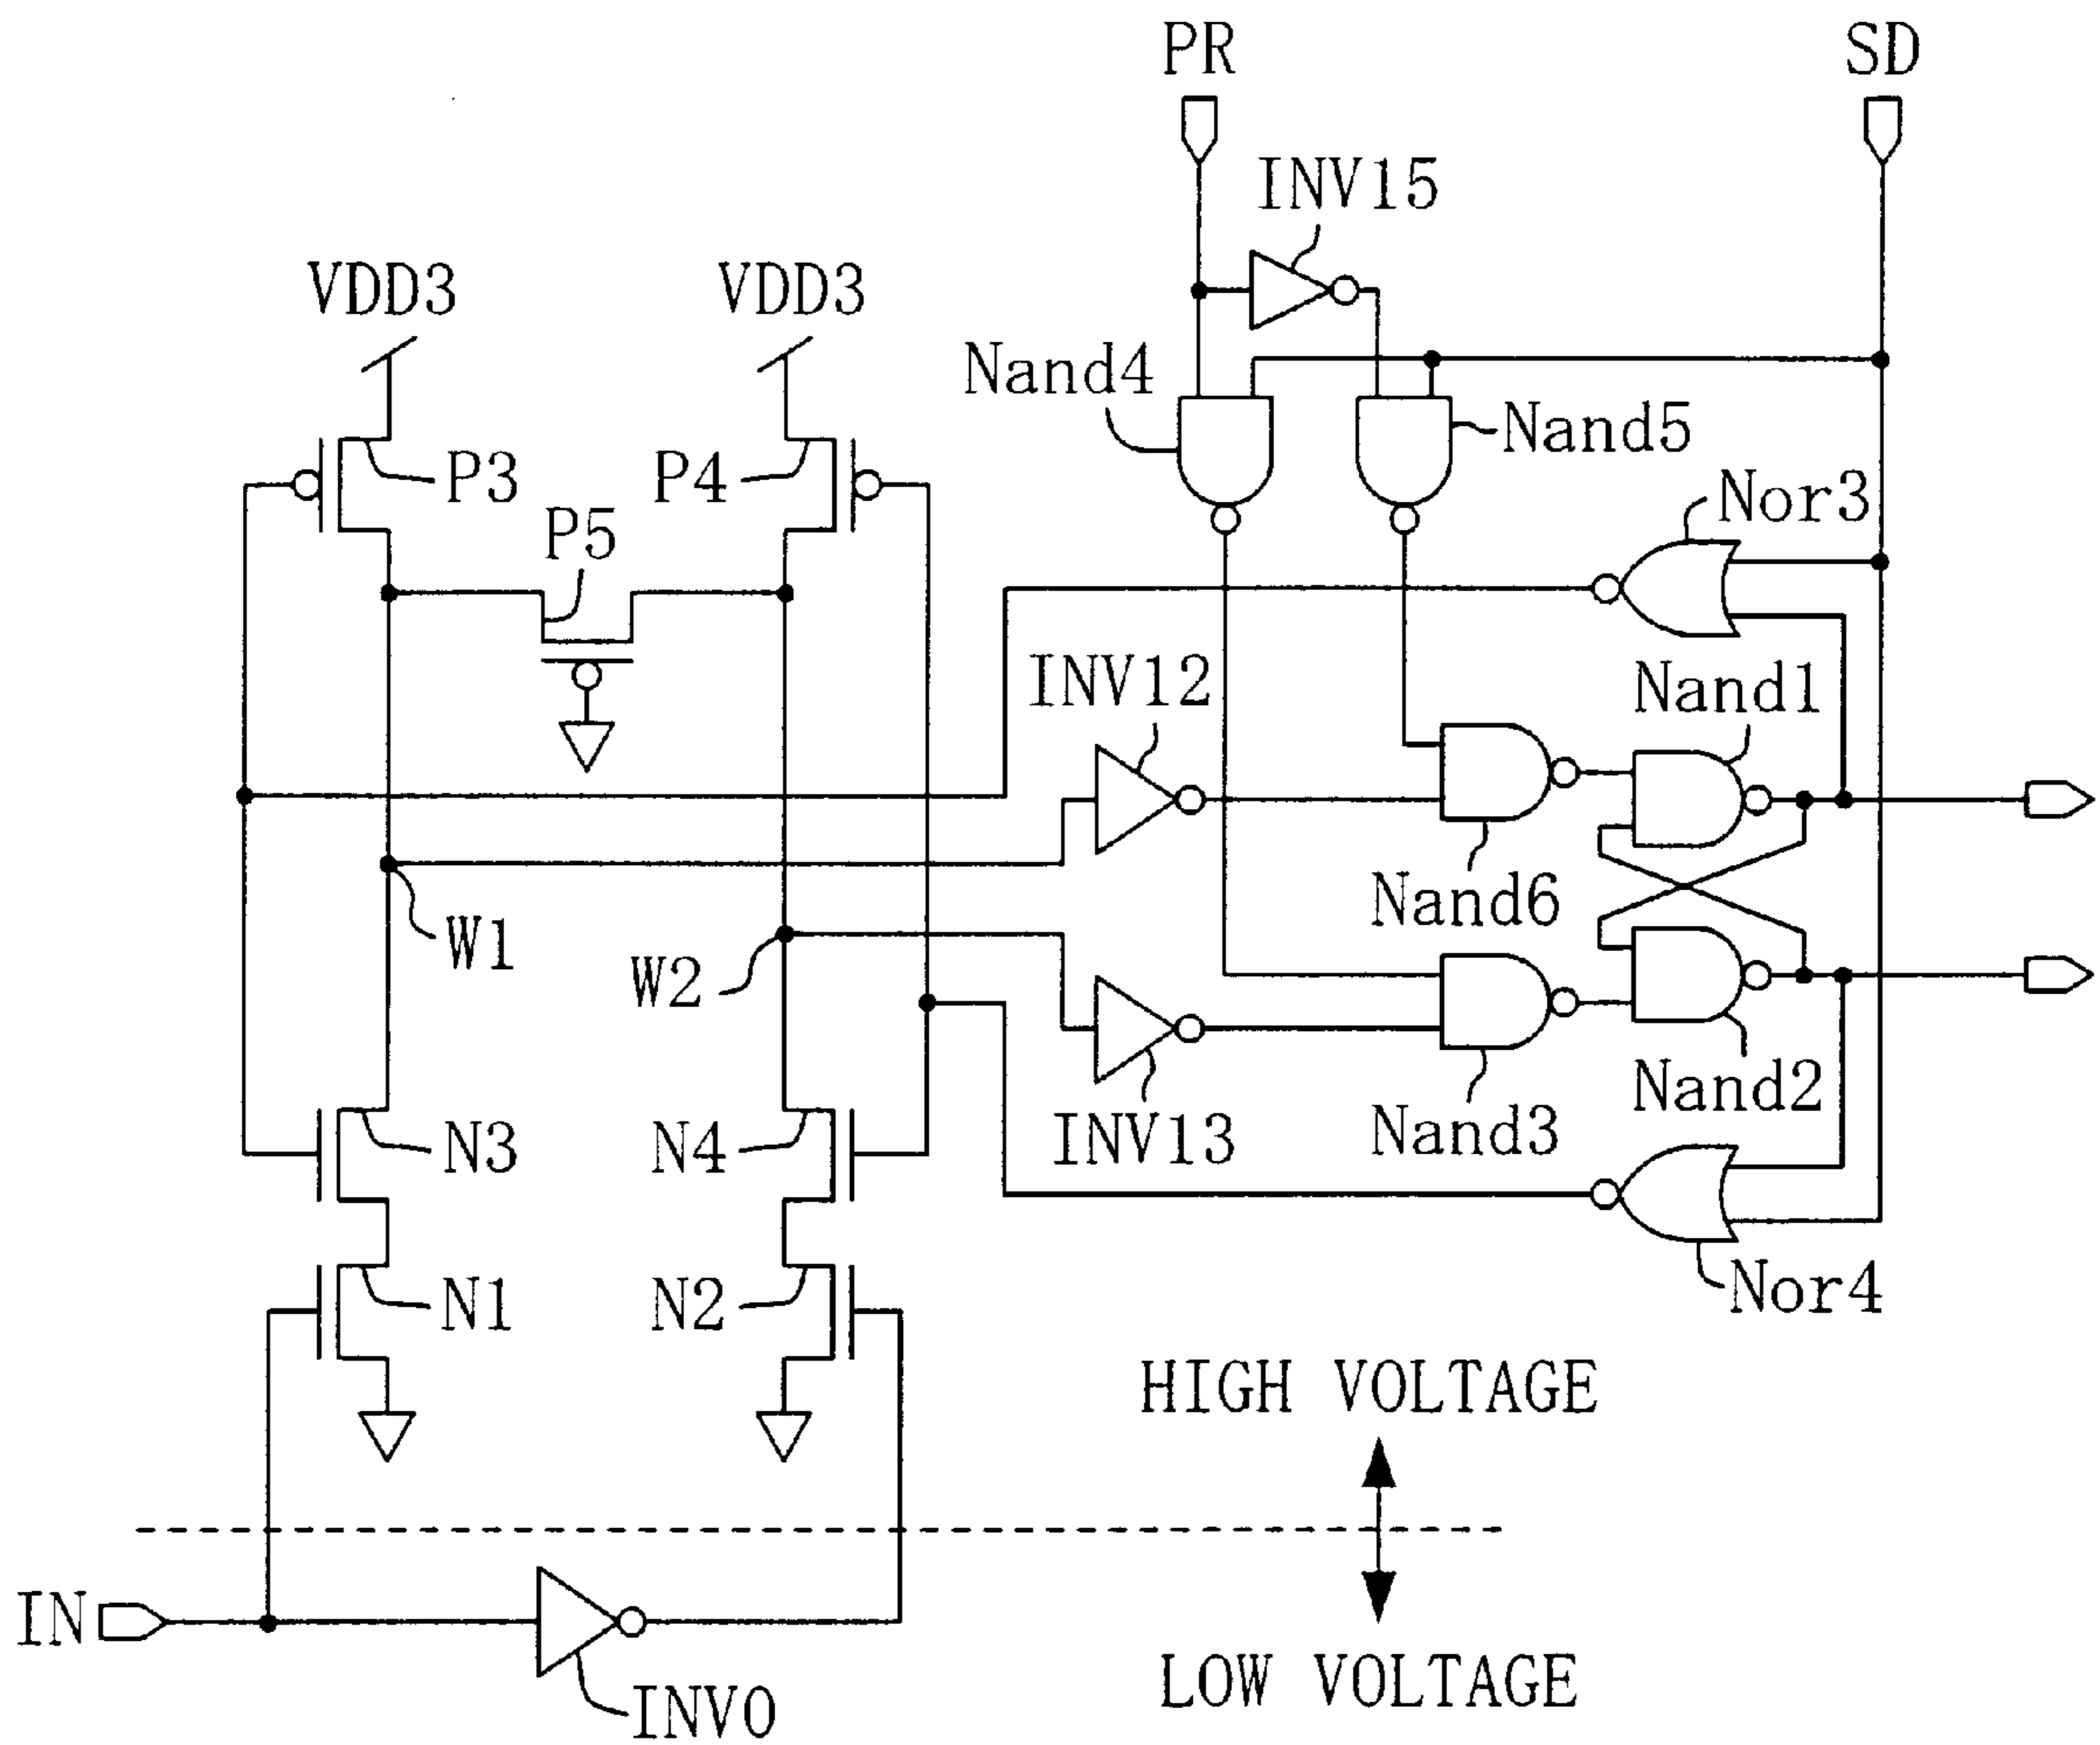 PR
SD
INV15
VDD3
VDD3
Nand4
Nand5
P3
P4
Nor3
P5
INV12
Nand1
Nand6
W1
W2
Nand2
N3
N4
INV13
Nand3
N1
N2
Nor4
HIGH VOLTAGE
IN
LOW VOLTAGE
INV0